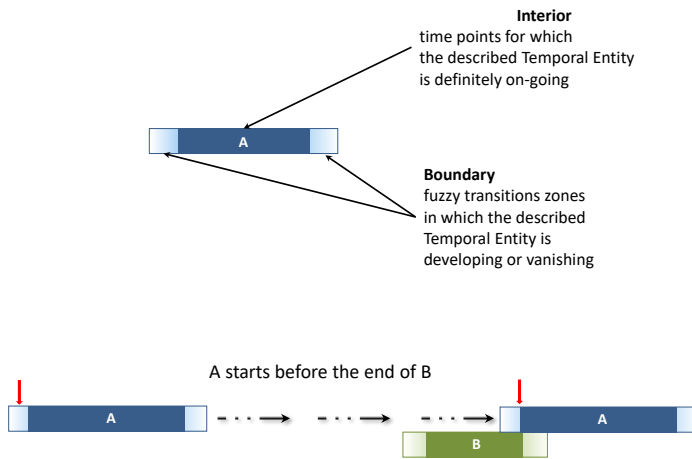 Interior
time points for which
the described Temporal Entity
is definitely on-going
A
Boundary
fuzzy transitions zones
in which the described
Temporal Entity is
developing or vanishing
A starts before the end of B
A
A
B